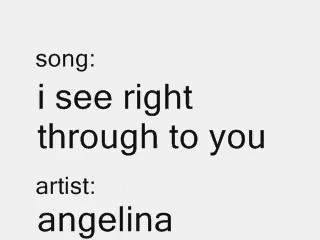 song:
i see right
through to you
artist:
angelina